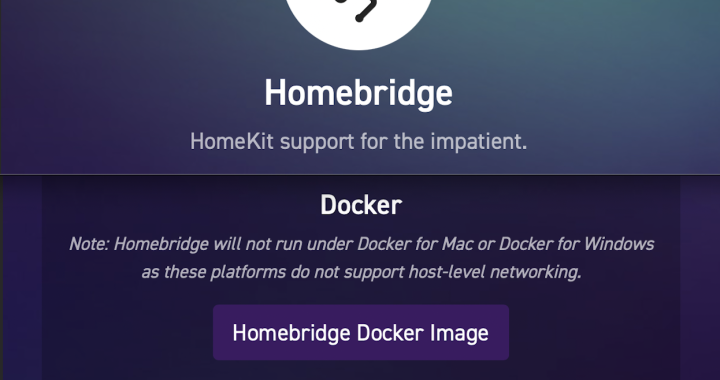 Homebridge
HomeKit support for the impatient.
Docker
Note: Homebridge will not run under Docker for Mac or Docker for Windows
as these platforms do not support host-level networking.
Homebridge Docker Image